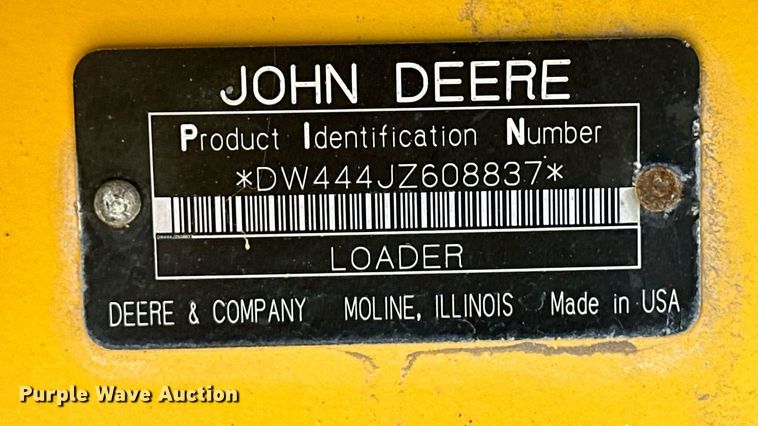 JOHN DEERE
Product Identification Number
*DW444JZ608837*
LOADER
DEERE & COMPANY MOLINE, ILLINOIS Made in USA
Purple Wave Auction